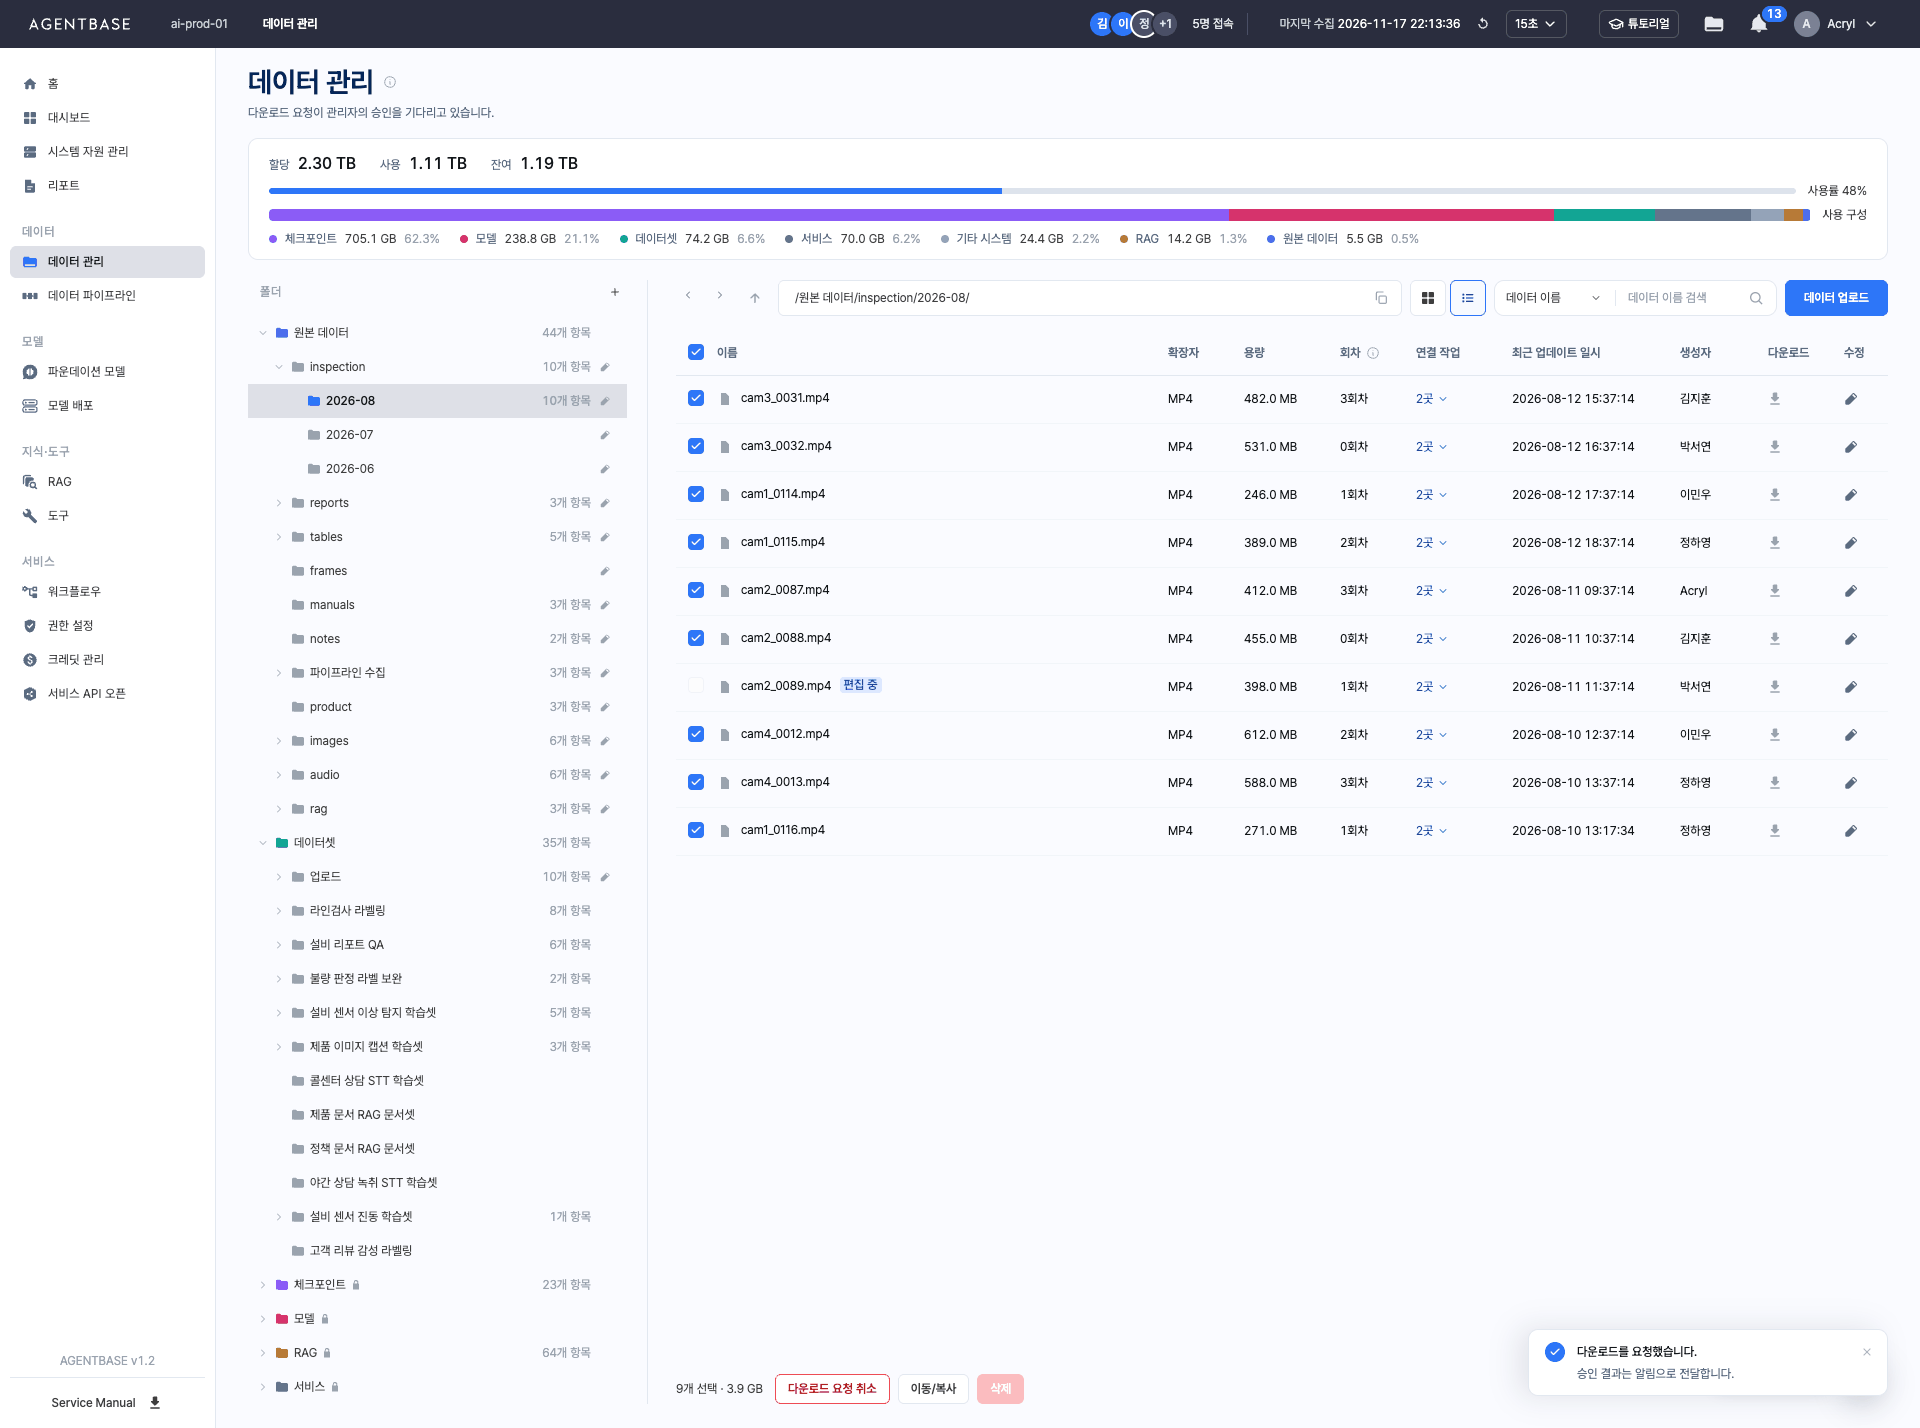 AGENTBASE
ai-prod-01
데이터 관리
김 이 정 +1 5명 접속
마지막 수집 2026-11-17 22:13:36
15초
튜토리얼
13
A Acryl
홈
대시보드
시스템 자원 관리
리포트
데이터
데이터 관리
데이터 파이프라인
모델
파운데이션 모델
모델 배포
지식·도구
RAG
도구
서비스
워크플로우
권한 설정
크레딧 관리
서비스 API 오픈
AGENTBASE v1.2
Service Manual
데이터 관리
다운로드 요청이 관리자의 승인을 기다리고 있습니다.
할당 2.30 TB 사용 1.11 TB 잔여 1.19 TB
사용률 48%
사용 구성
체크포인트 705.1 GB 62.3% 모델 238.8 GB 21.1% 데이터셋 74.2 GB 6.6% 서비스 70.0 GB 6.2% 기타 시스템 24.4 GB 2.2% RAG 14.2 GB 1.3% 원본 데이터 5.5 GB 0.5%
폴더
원본 데이터 44개 항목
inspection 10개 항목
2026-08 10개 항목
2026-07
2026-06
reports 3개 항목
tables 5개 항목
frames
manuals 3개 항목
notes 2개 항목
파이프라인 수집 3개 항목
product 3개 항목
images 6개 항목
audio 6개 항목
rag 3개 항목
데이터셋 35개 항목
업로드 10개 항목
라인검사 라벨링 8개 항목
설비 리포트 QA 6개 항목
불량 판정 라벨 보완 2개 항목
설비 센서 이상 탐지 학습셋 5개 항목
제품 이미지 캡션 학습셋 3개 항목
콜센터 상담 STT 학습셋
제품 문서 RAG 문서셋
정책 문서 RAG 문서셋
야간 상담 녹취 STT 학습셋
설비 센서 진동 학습셋 1개 항목
고객 리뷰 감성 라벨링
체크포인트 23개 항목
모델
RAG 64개 항목
서비스
/원본 데이터/inspection/2026-08/
데이터 이름
데이터 이름 검색
데이터 업로드
이름 확장자 용량 회차 연결 작업 최근 업데이트 일시 생성자 다운로드 수정
cam3_0031.mp4 MP4 482.0 MB 3회차 2곳 2026-08-12 15:37:14 김지훈
cam3_0032.mp4 MP4 531.0 MB 0회차 2곳 2026-08-12 16:37:14 박서연
cam1_0114.mp4 MP4 246.0 MB 1회차 2곳 2026-08-12 17:37:14 이민우
cam1_0115.mp4 MP4 389.0 MB 2회차 2곳 2026-08-12 18:37:14 정하영
cam2_0087.mp4 MP4 412.0 MB 3회차 2곳 2026-08-11 09:37:14 Acryl
cam2_0088.mp4 MP4 455.0 MB 0회차 2곳 2026-08-11 10:37:14 김지훈
cam2_0089.mp4 편집 중 MP4 398.0 MB 1회차 2곳 2026-08-11 11:37:14 박서연
cam4_0012.mp4 MP4 612.0 MB 2회차 2곳 2026-08-10 12:37:14 이민우
cam4_0013.mp4 MP4 588.0 MB 3회차 2곳 2026-08-10 13:37:14 정하영
cam1_0116.mp4 MP4 271.0 MB 1회차 2곳 2026-08-10 13:17:34 정하영
9개 선택 · 3.9 GB
다운로드 요청 취소
이동/복사
삭제
다운로드를 요청했습니다.
승인 결과는 알림으로 전달합니다.